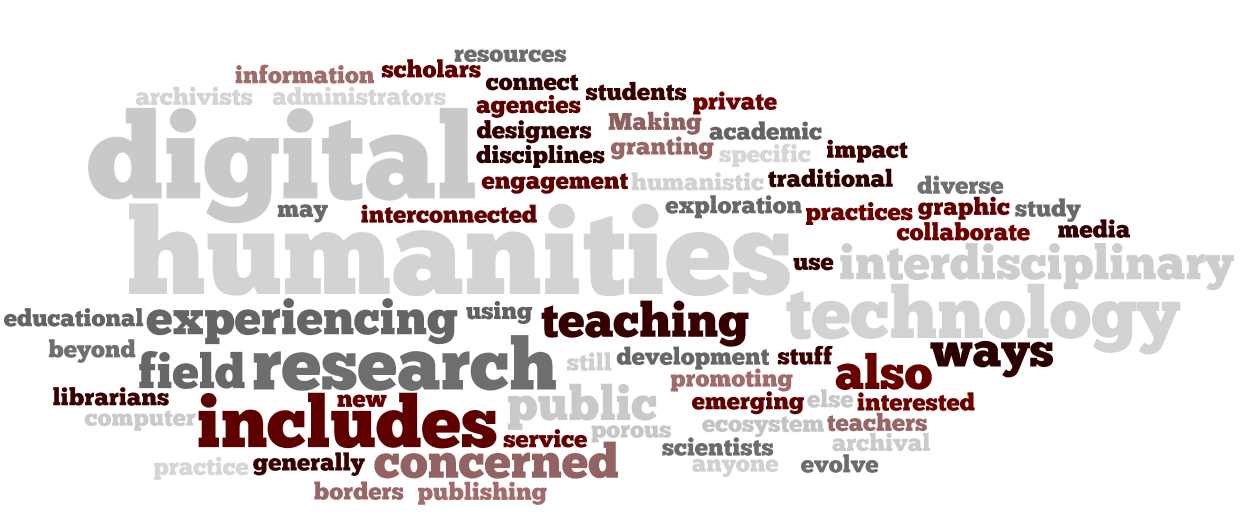 resources
information scholars connect
archivists administrators agencies students private
digital designers Making academic
disciplines granting specific impact
engagement humanistic traditional diverse
may interconnected exploration practices graphic study
humanities collaborate media
use interdisciplinary
educational experiencing using teaching technology
beyond field research still development stuff also ways
promoting
librarians new includes public emerging else interested
computer service porous ecosystem teachers
scientists archival
practice generally concerned anyone evolve
borders publishing